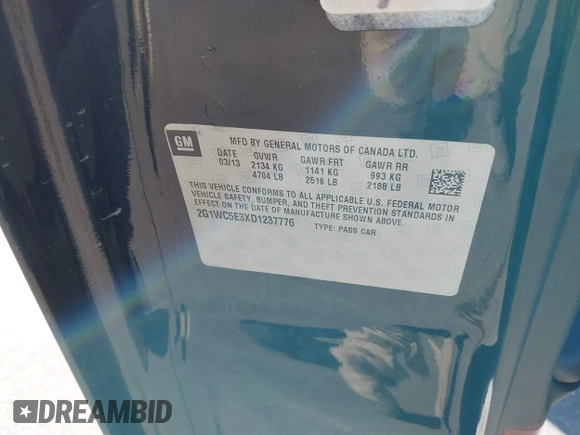 GM
MFD BY GENERAL MOTORS OF CANADA LTD.
DATE GVWR GAWR FRT GAWR RR
03/13 2134 KG 1141 KG 993 KG
4704 LB 2516 LB 2188 LB
THIS VEHICLE CONFORMS TO ALL APPLICABLE U.S. FEDERAL MOTOR
VEHICLE SAFETY, BUMPER, AND THEFT PREVENTION STANDARDS IN
EFFECT ON THE DATE OF MANUFACTURE SHOWN ABOVE.
2G1WC5E3XD1237776 TYPE: PASS CAR
DREAMBID